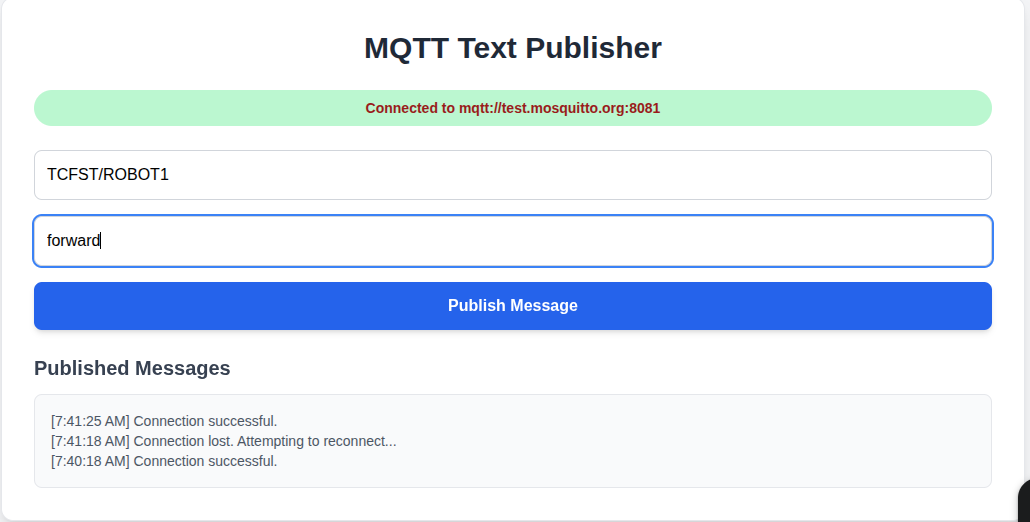 MQTT Text Publisher
Connected to mqtt://test.mosquitto.org:8081
TCFST/ROBOT1
forward
Publish Message
Published Messages
[7:41:25 AM] Connection successful.
[7:41:18 AM] Connection lost. Attempting to reconnect...
[7:40:18 AM] Connection successful.